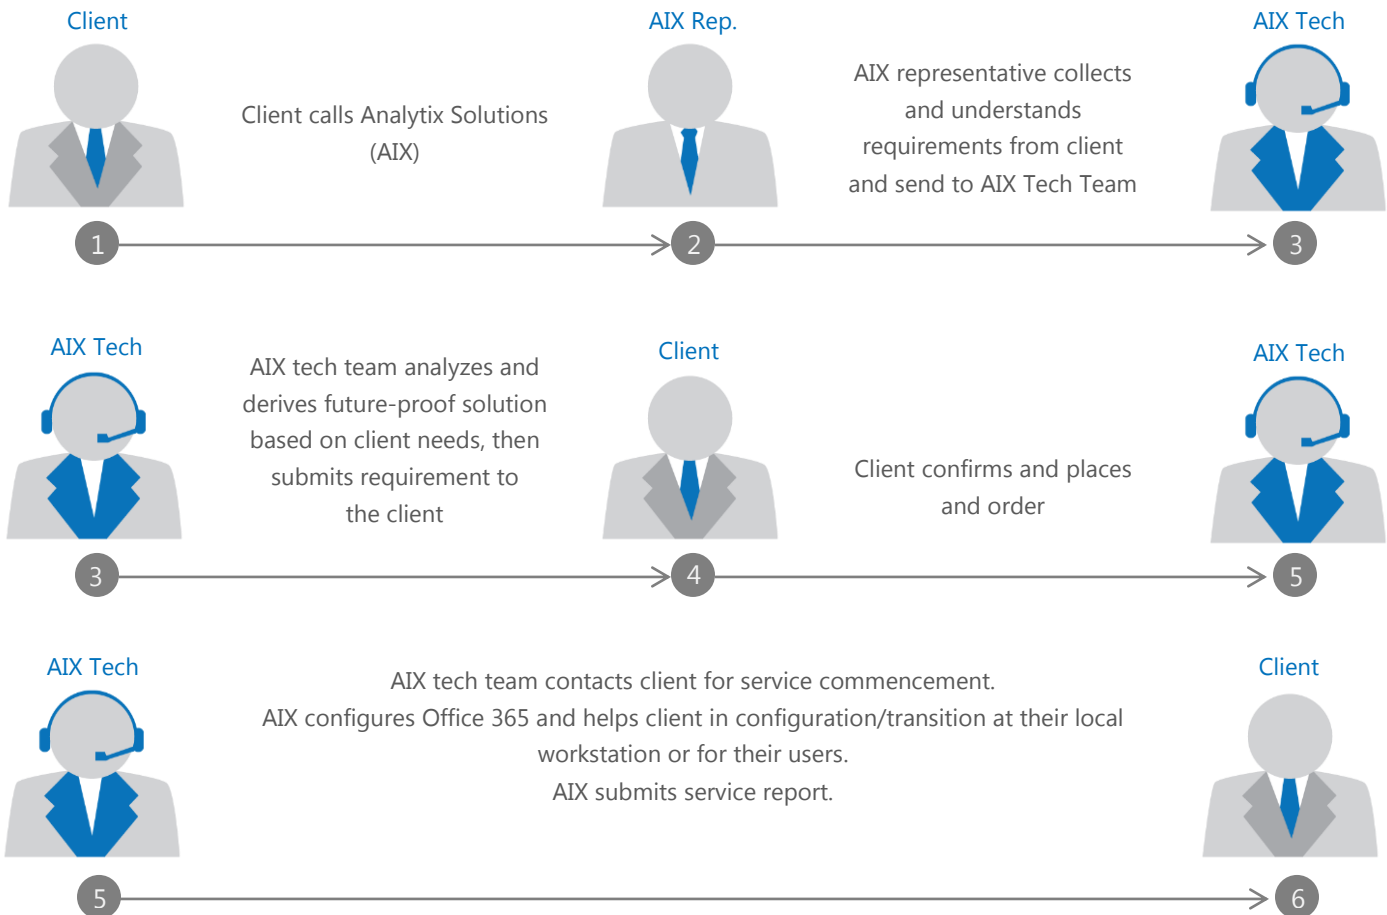 Client
AIX Rep.
AIX Tech
Client calls Analytix Solutions
(AIX)
AIX representative collects
and understands
requirements from client
and send to AIX Tech Team
1
2
3
AIX Tech
Client
AIX Tech
AIX tech team analyzes and
derives future-proof solution
based on client needs, then
submits requirement to
the client
Client confirms and places
and order
3
4
5
AIX Tech
Client
AIX tech team contacts client for service commencement.
AIX configures Office 365 and helps client in configuration/transition at their local
workstation or for their users.
AIX submits service report.
5
6